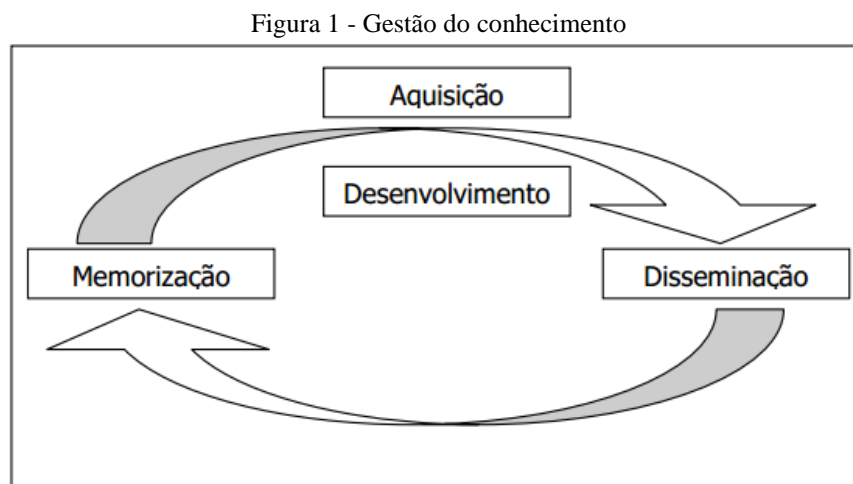 Figura 1 - Gestão do conhecimento
Aquisição
Desenvolvimento
Memorização
Disseminação